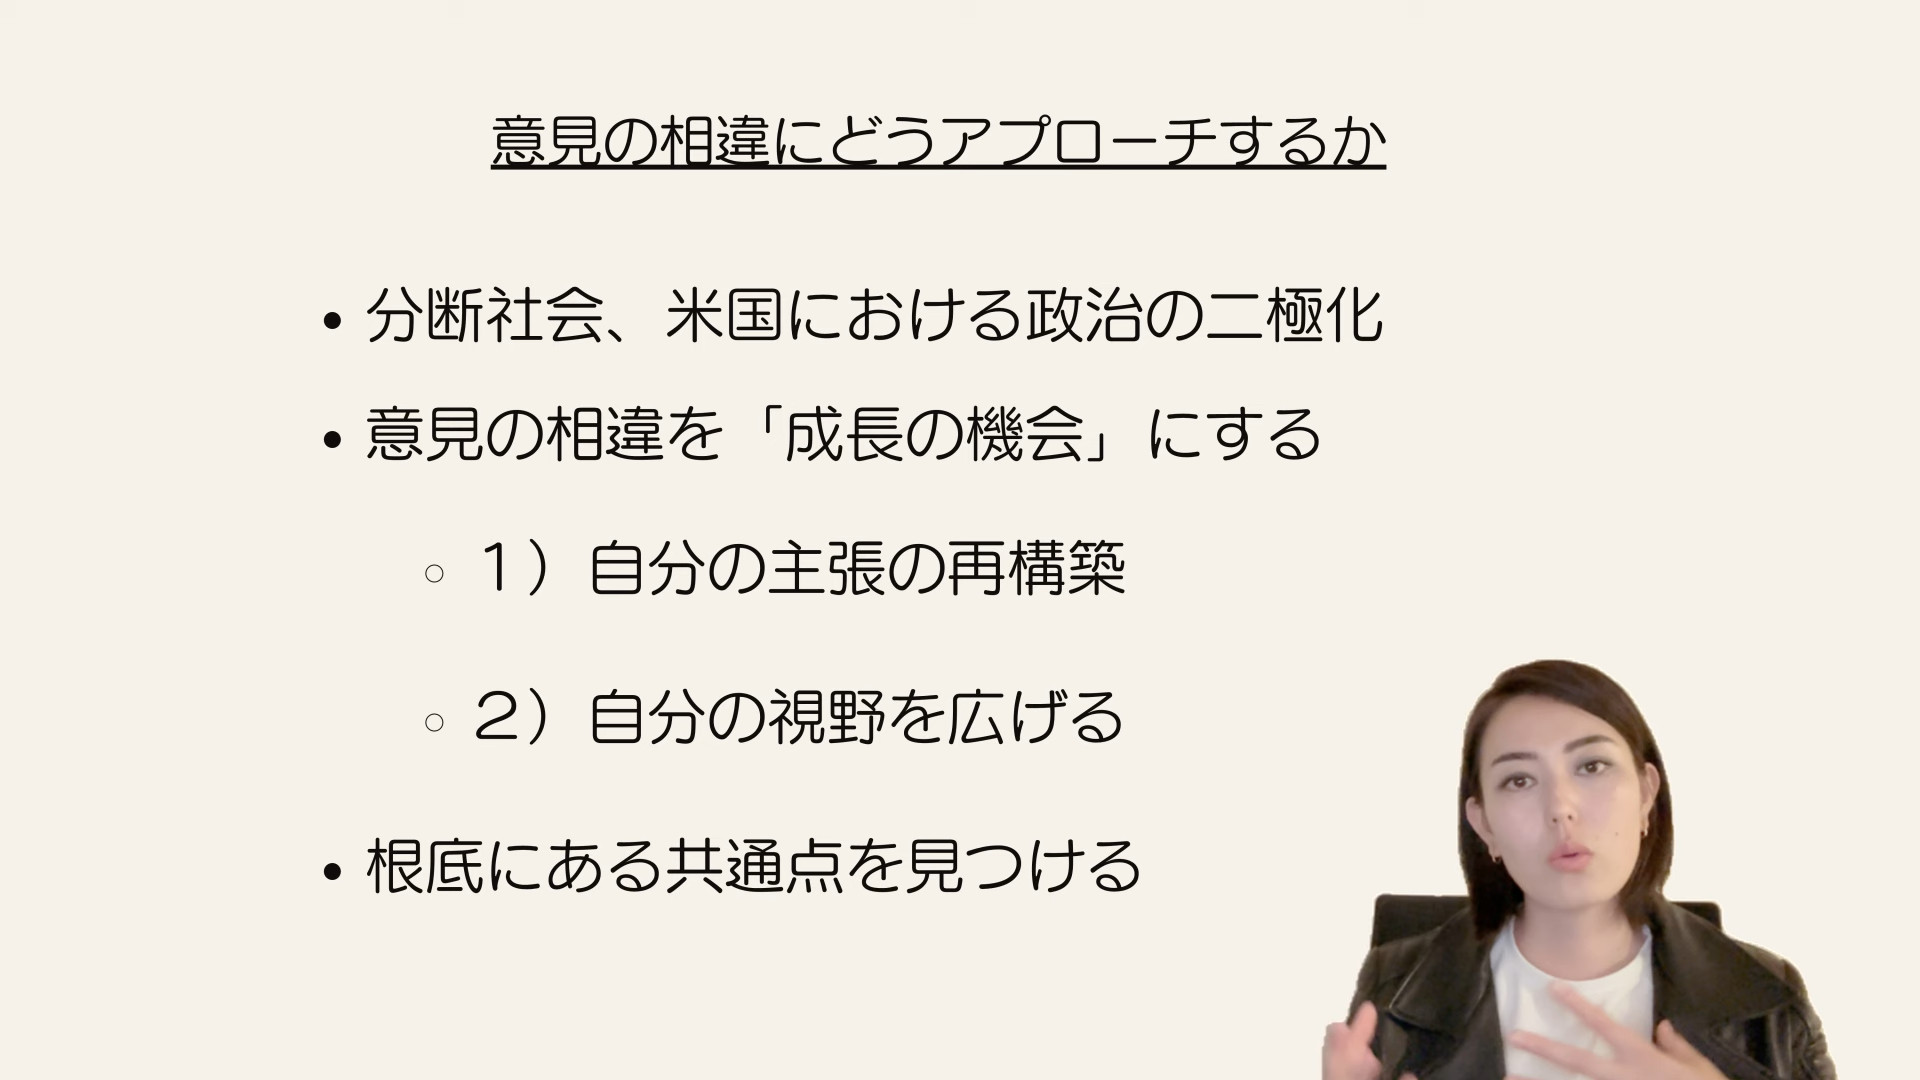 意見の相違にどうアプローチするか
• 分断社会、米国における政治の二極化
• 意見の相違を「成長の機会」にする
○ 1）自分の主張の再構築
○ 2）自分の視野を広げる
• 根底にある共通点を見つける